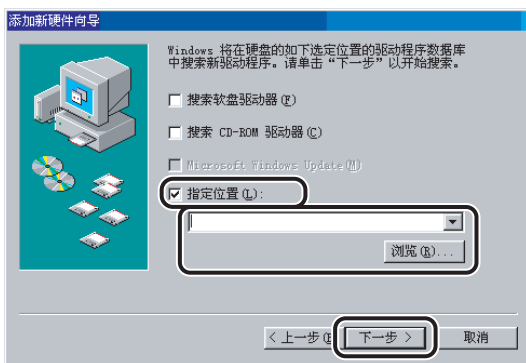 添加新硬件向导
Windows 将在硬盘的如下选定位置的驱动程序数据库
中搜索新驱动程序。请单击“下一步”以开始搜索。
搜索软盘驱动器(F)
搜索 CD-ROM 驱动器(C)
Microsoft Windows Update(M)
指定位置(L):
浏览(R)...
< 上一步(B
下一步 >
取消